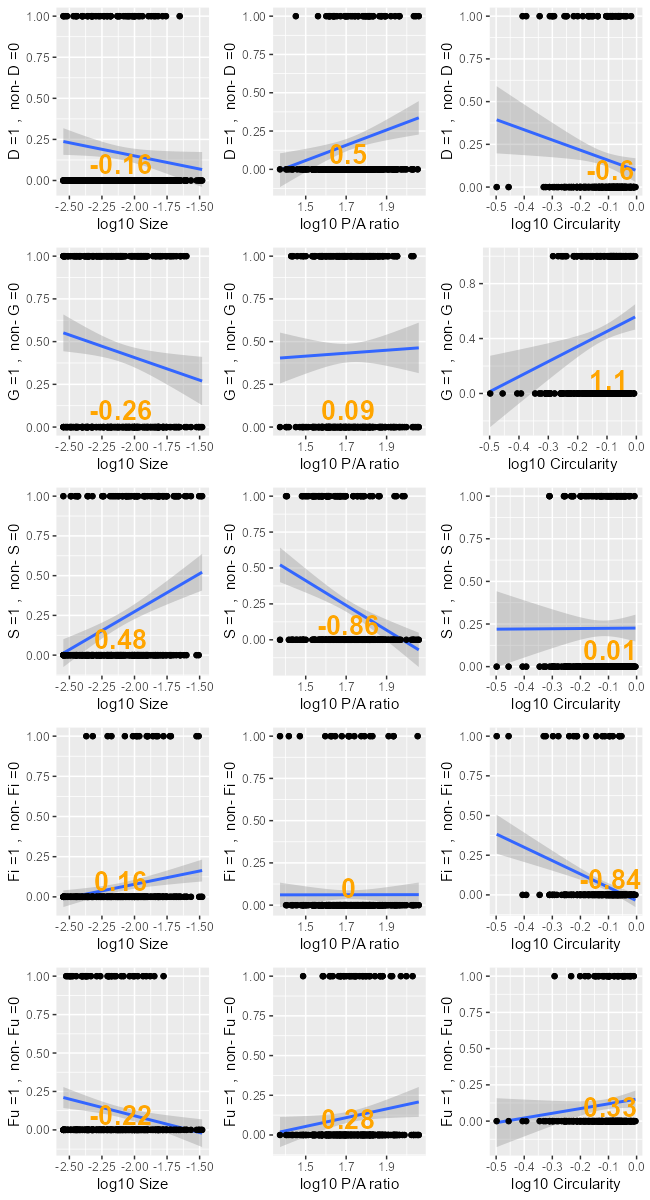 1.00
0.75
0.50
0.25
0.00
D =1 , non- D =0
-0.16
-2.50 -2.25 -2.00 -1.75 -1.50
log10 Size
1.00
0.75
0.50
0.25
0.00
D =1 , non- D =0
0.5
1.5 1.7 1.9
log10 P/A ratio
1.00
0.75
0.50
0.25
0.00
D =1 , non- D =0
-0.6
-0.5 -0.4 -0.3 -0.2 -0.1 0.0
log10 Circularity
1.00
0.75
0.50
0.25
0.00
G =1 , non- G =0
-0.26
-2.50 -2.25 -2.00 -1.75 -1.50
log10 Size
1.00
0.75
0.50
0.25
0.00
G =1 , non- G =0
0.09
1.5 1.7 1.9
log10 P/A ratio
0.8
0.4
0.0
G =1 , non- G =0
1.1
-0.5 -0.4 -0.3 -0.2 -0.1 0.0
log10 Circularity
1.00
0.75
0.50
0.25
0.00
S =1 , non- S =0
0.48
-2.50 -2.25 -2.00 -1.75 -1.50
log10 Size
1.00
0.75
0.50
0.25
0.00
S =1 , non- S =0
-0.86
1.5 1.7 1.9
log10 P/A ratio
1.00
0.75
0.50
0.25
0.00
S =1 , non- S =0
0.01
-0.5 -0.4 -0.3 -0.2 -0.1 0.0
log10 Circularity
1.00
0.75
0.50
0.25
0.00
Fi =1 , non- Fi =0
0.16
-2.50 -2.25 -2.00 -1.75 -1.50
log10 Size
1.00
0.75
0.50
0.25
0.00
Fi =1 , non- Fi =0
0
1.5 1.7 1.9
log10 P/A ratio
1.00
0.75
0.50
0.25
0.00
Fi =1 , non- Fi =0
-0.84
-0.5 -0.4 -0.3 -0.2 -0.1 0.0
log10 Circularity
1.00
0.75
0.50
0.25
0.00
Fu =1 , non- Fu =0
-0.22
-2.50 -2.25 -2.00 -1.75 -1.50
log10 Size
1.00
0.75
0.50
0.25
0.00
Fu =1 , non- Fu =0
0.28
1.5 1.7 1.9
log10 P/A ratio
1.00
0.75
0.50
0.25
0.00
Fu =1 , non- Fu =0
0.33
-0.5 -0.4 -0.3 -0.2 -0.1 0.0
log10 Circularity